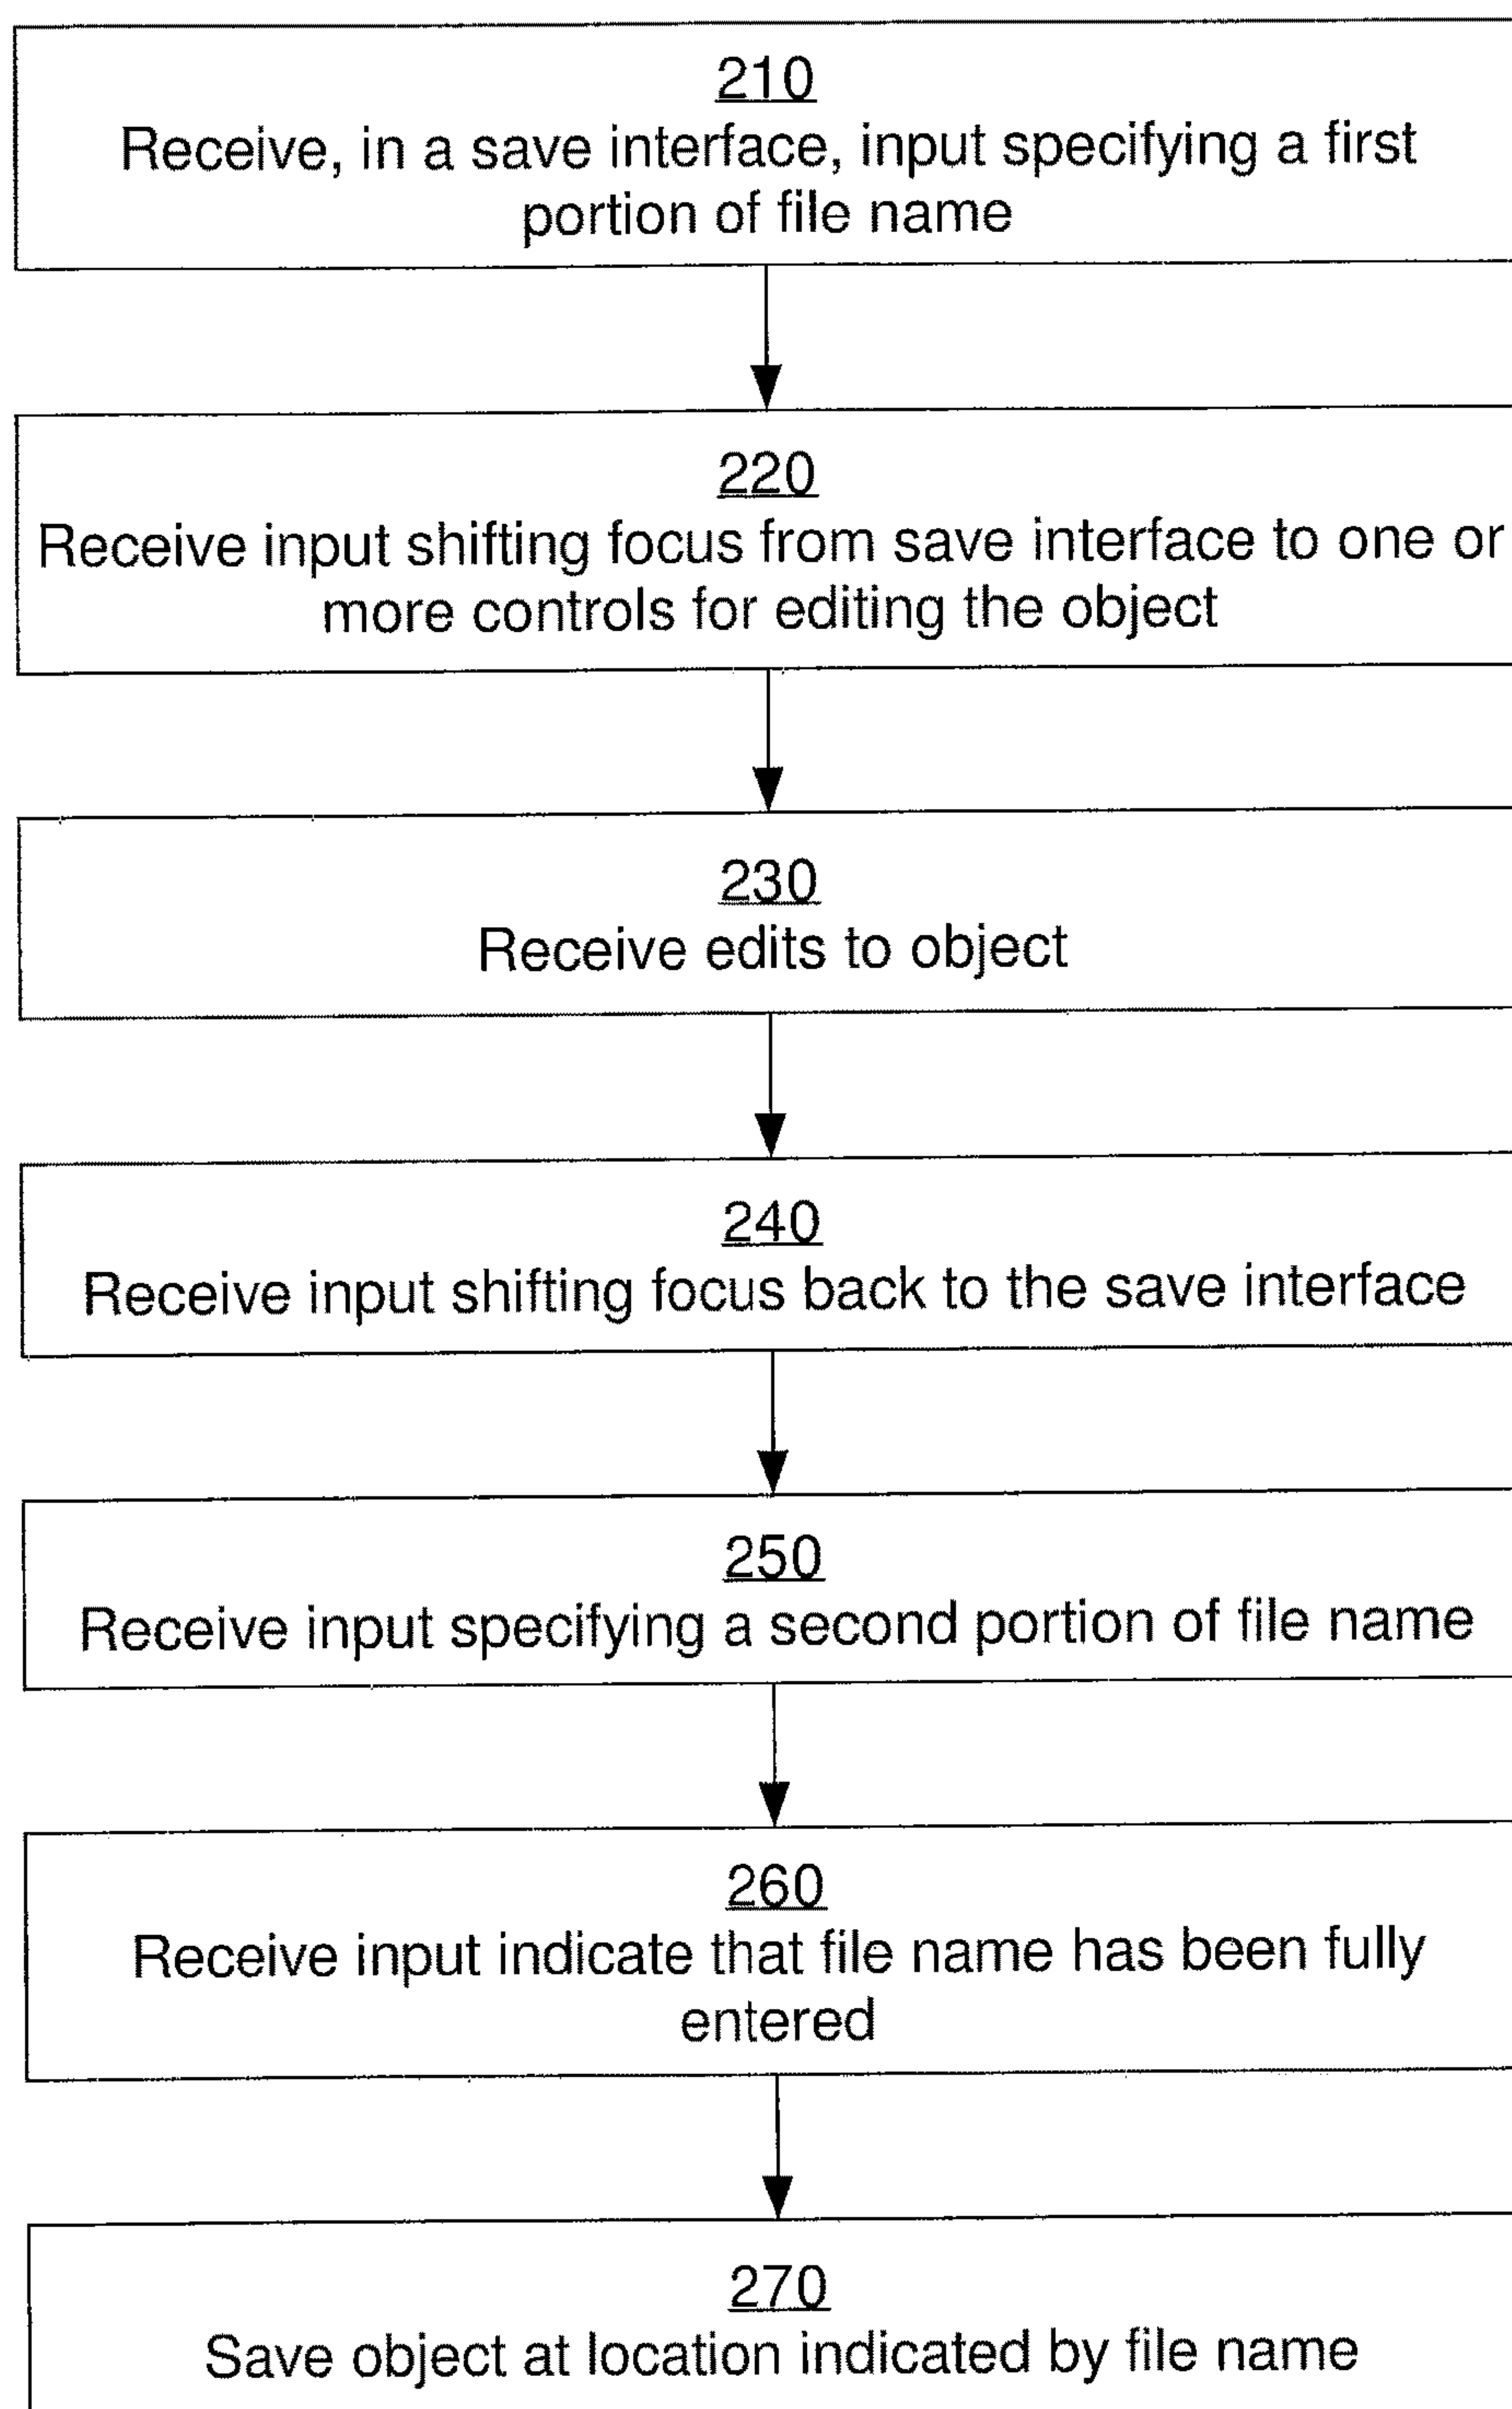 210
Receive, in a save interface, input specifying a first
portion of file name
220
Receive input shifting focus from save interface to one or
more controls for editing the object
230
Receive edits to object
240
Receive input shifting focus back to the save interface
250
Receive input specifying a second portion of file name
260
Receive input indicate that file name has been fully
entered
270
Save object at location indicated by file name